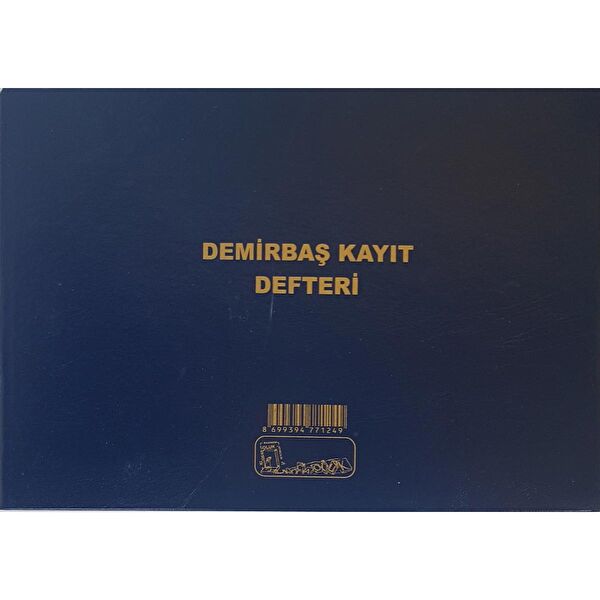 DEMİRBAŞ KAYIT
DEFTERİ
8 699394 771249